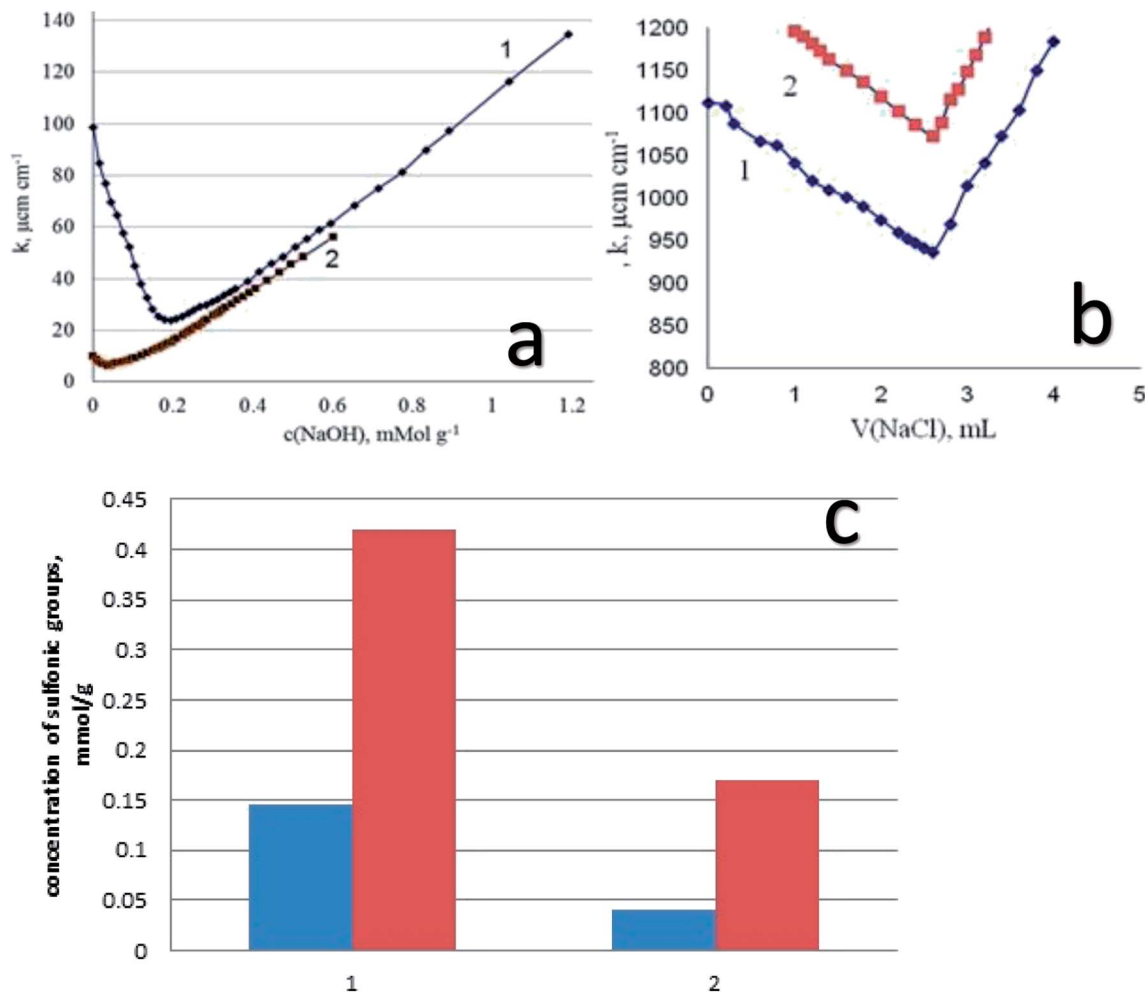 140
120
100
80
60
40
20
0
k, µcm cm-1
1
2
a
0 0.2 0.4 0.6 0.8 1 1.2
c(NaOH), mMol g-1
1200
1150
1100
1050
1000
950
900
850
800
, k, µcm cm-1
2
1
b
0 1 2 3 4 5
V(NaCl), mL
c
0.45
0.4
0.35
0.3
0.25
0.2
0.15
0.1
0.05
0
concentration of sulfonic groups,
mmol/g
1 2